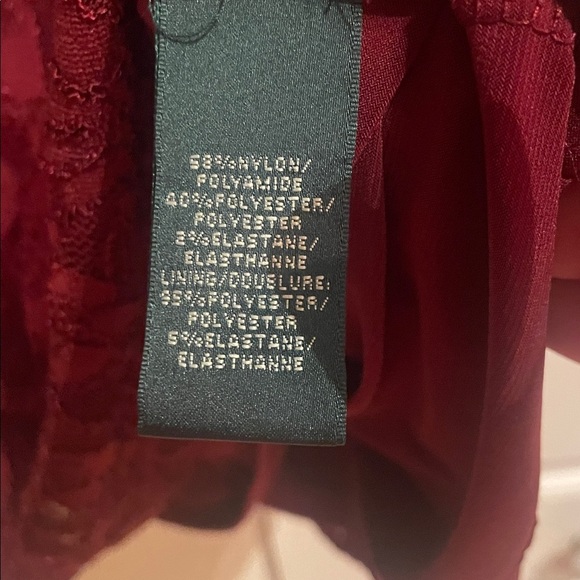 58%NYLON/
POLYAMIDE
40%POLYESTER/
POLYESTER
2%ELASTANE/
ELASTHANNE
LINING/DOUBLURE:
95%POLYESTER/
POLYESTER
5%ELASTANE/
ELASTHANNE